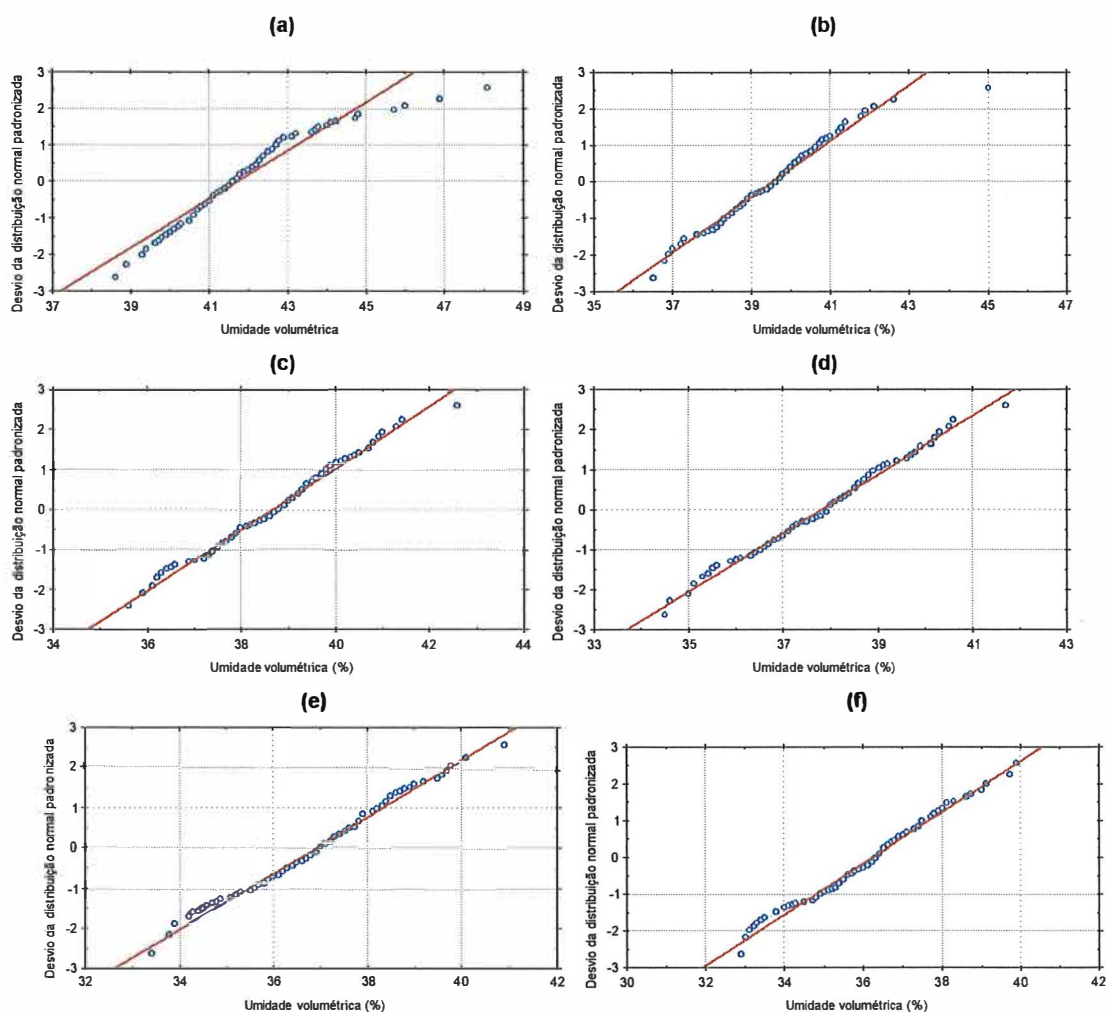 (a)
Desvio da distribuição normal padronizada
3
2
1
0
-1
-2
-3
37 39 41 43 45 47 49
Umidade volumétrica
(b)
Desvio da distribuição normal padronizada
3
2
1
0
-1
-2
-3
35 37 39 41 43 45 47
Umidade volumétrica (%)
(c)
Desvio da distribuição normal padronizada
3
2
1
0
-1
-2
-3
34 36 38 40 42 44
Umidade volumétrica (%)
(d)
Desvio da distribuição normal padronizada
3
2
1
0
-1
-2
-3
33 35 37 39 41 43
Umidade volumétrica (%)
(e)
Desvio da distribuição normal padronizada
3
2
1
0
-1
-2
-3
32 34 36 38 40 42
Umidade volumétrica (%)
(f)
Desvio da distribuição normal padronizada
3
2
1
0
-1
-2
-3
30 32 34 36 38 40 42
Umidade volumétrica (%)